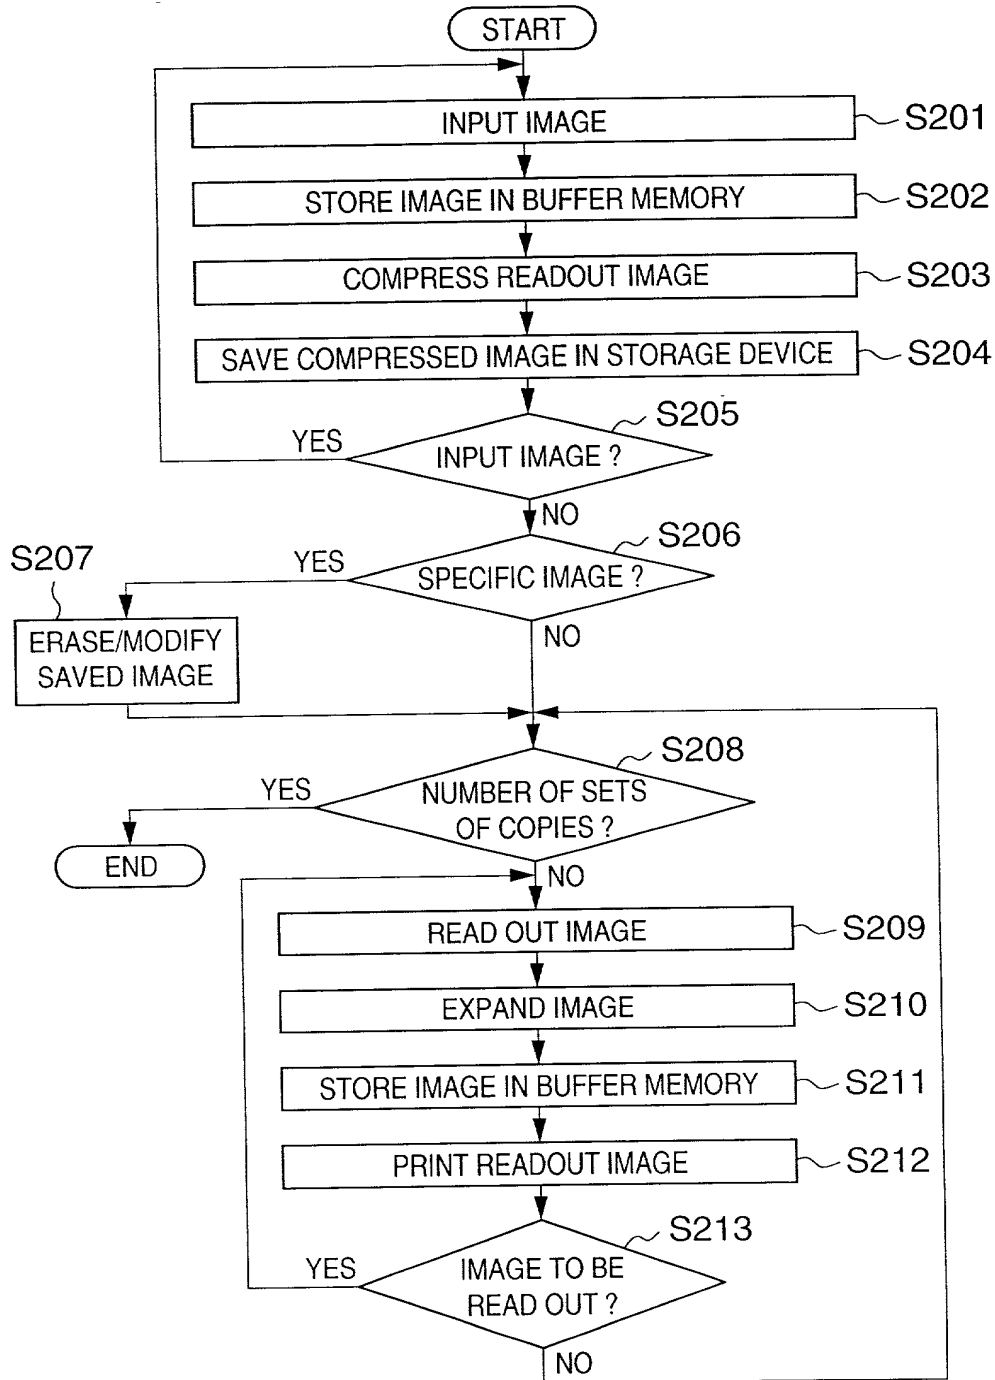 START
INPUT IMAGE
S201
STORE IMAGE IN BUFFER MEMORY
S202
COMPRESS READOUT IMAGE
S203
SAVE COMPRESSED IMAGE IN STORAGE DEVICE
S204
S205
YES
INPUT IMAGE ?
NO
S206
S207
YES
SPECIFIC IMAGE ?
NO
ERASE/MODIFY
SAVED IMAGE
S208
YES
NUMBER OF SETS
OF COPIES ?
END
NO
READ OUT IMAGE
S209
EXPAND IMAGE
S210
STORE IMAGE IN BUFFER MEMORY
S211
PRINT READOUT IMAGE
S212
S213
YES
IMAGE TO BE
READ OUT ?
NO